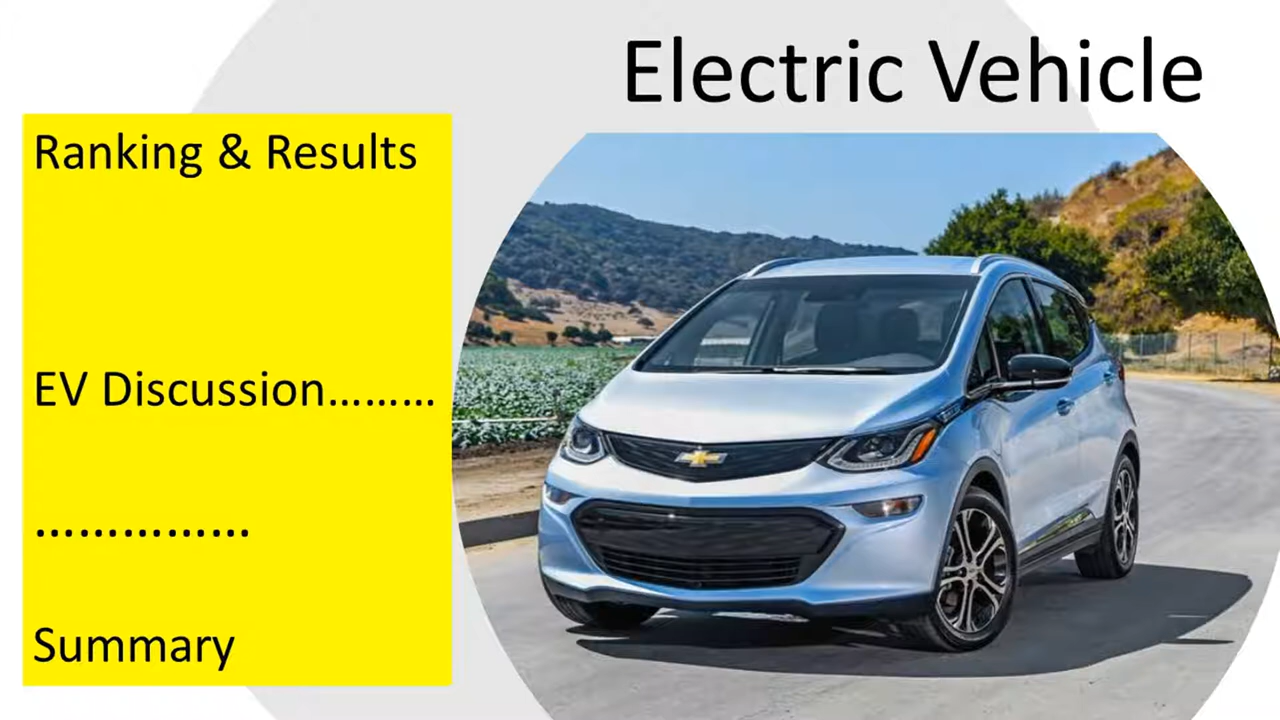 Electric Vehicle
Ranking & Results
EV Discussion………
……………
Summary